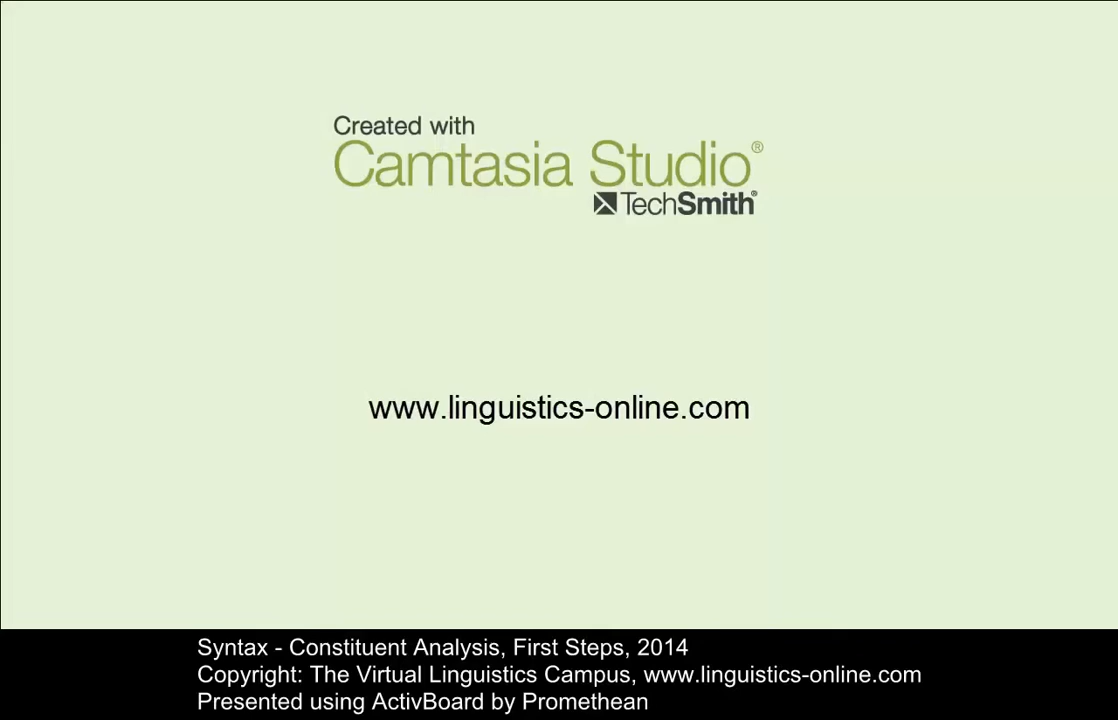 Created with
Camtasia Studio®
TechSmith®
www.linguistics-online.com
Syntax - Constituent Analysis, First Steps, 2014
Copyright: The Virtual Linguistics Campus, www.linguistics-online.com
Presented using ActivBoard by Promethean